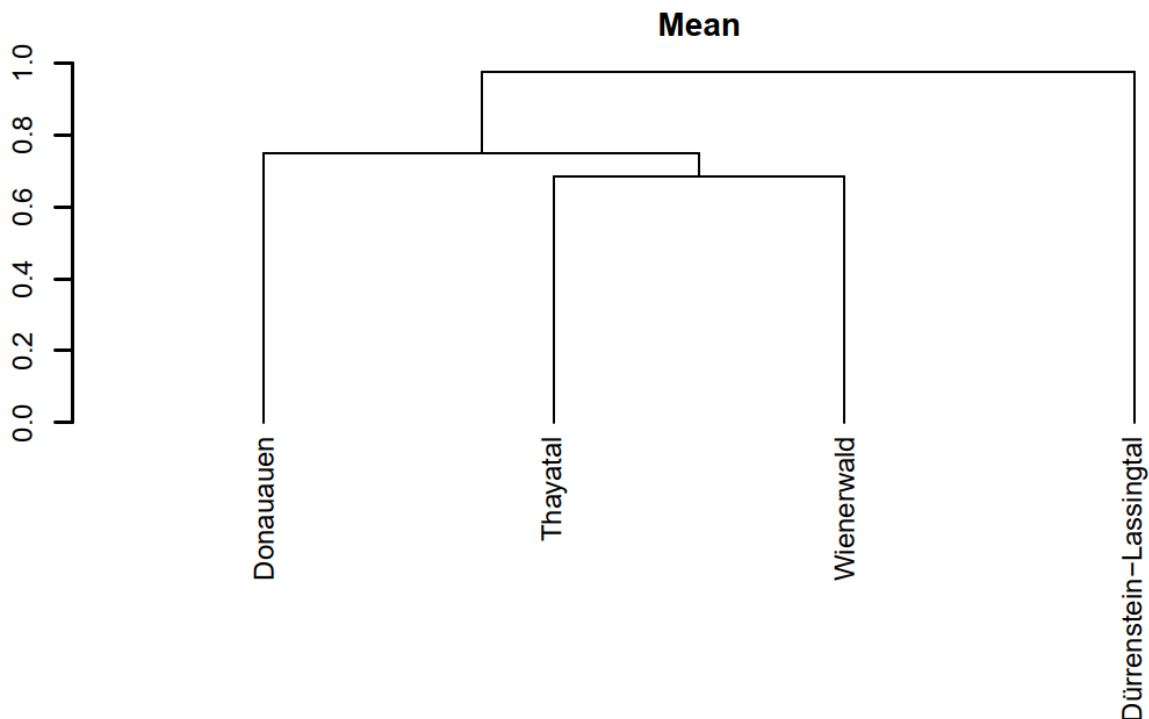 Mean
1.0
0.8
0.6
0.4
0.2
0.0
Donauauen
Thayatal
Wienerwald
Dürrenstein−Lassingtal